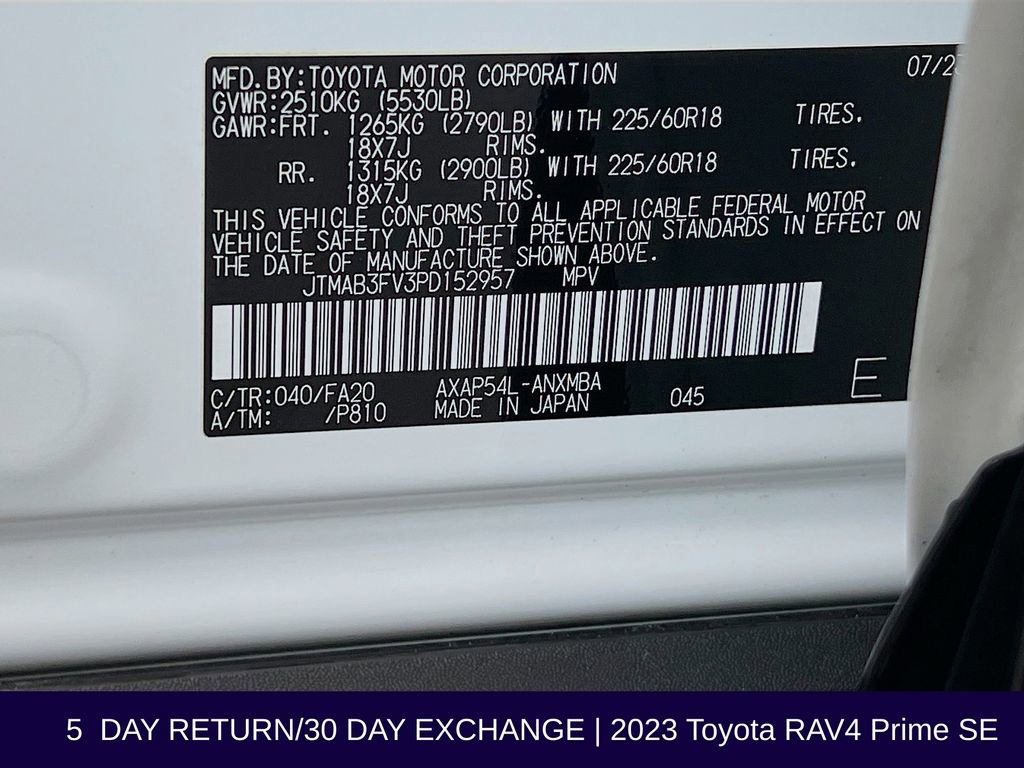 07/2
MFD.BY:TOYOTA MOTOR CORPORATION
GVWR:2510KG (5530LB)
GAWR:FRT. 1265KG (2790LB) WITH 225/60R18 TIRES.
18X7J RIMS.
RR. 1315KG (2900LB) WITH 225/60R18 TIRES.
18X7J RIMS.
THIS VEHICLE CONFORMS TO ALL APPLICABLE FEDERAL MOTOR
VEHICLE SAFETY AND THEFT PREVENTION STANDARDS IN EFFECT ON
THE DATE OF MANUFACTURE SHOWN ABOVE.
JTMAB3FV3PD152957 MPV
C/TR:040/FA20 AXAP54L-ANXMBA
A/TM: /P810 MADE IN JAPAN 045 E
5 DAY RETURN/30 DAY EXCHANGE | 2023 Toyota RAV4 Prime SE